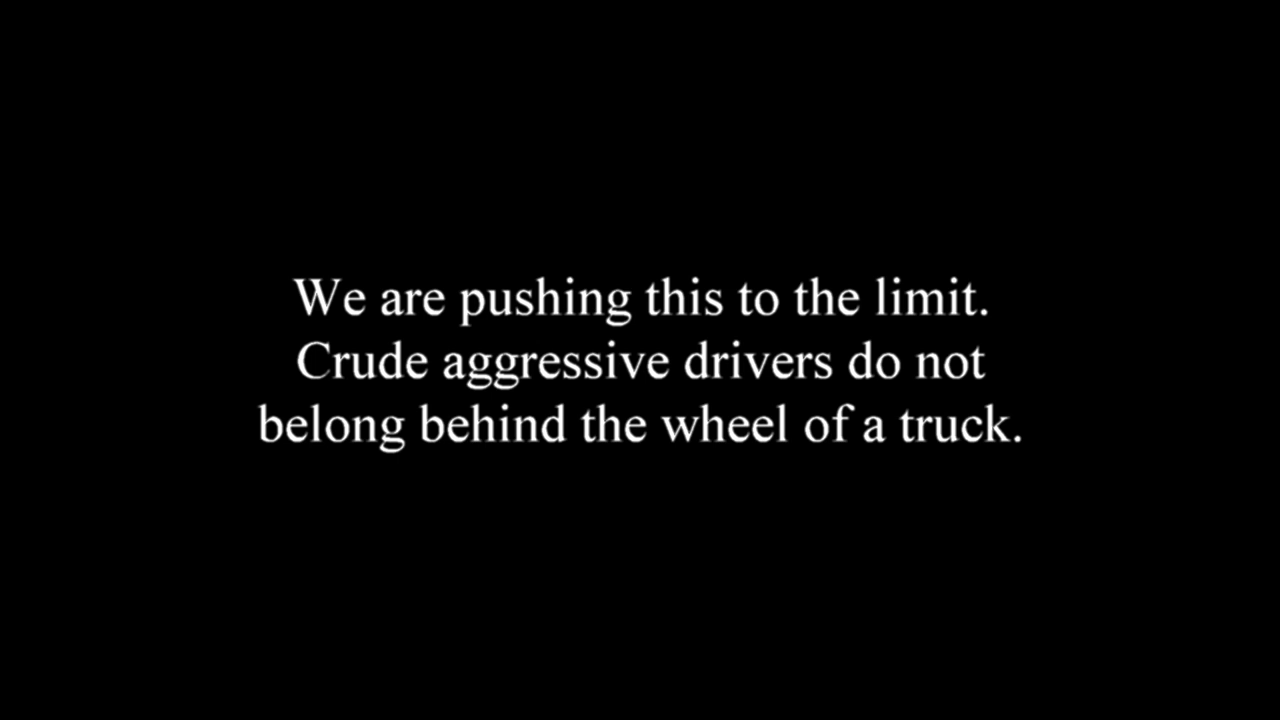 We are pushing this to the limit.
Crude aggressive drivers do not
belong behind the wheel of a truck.